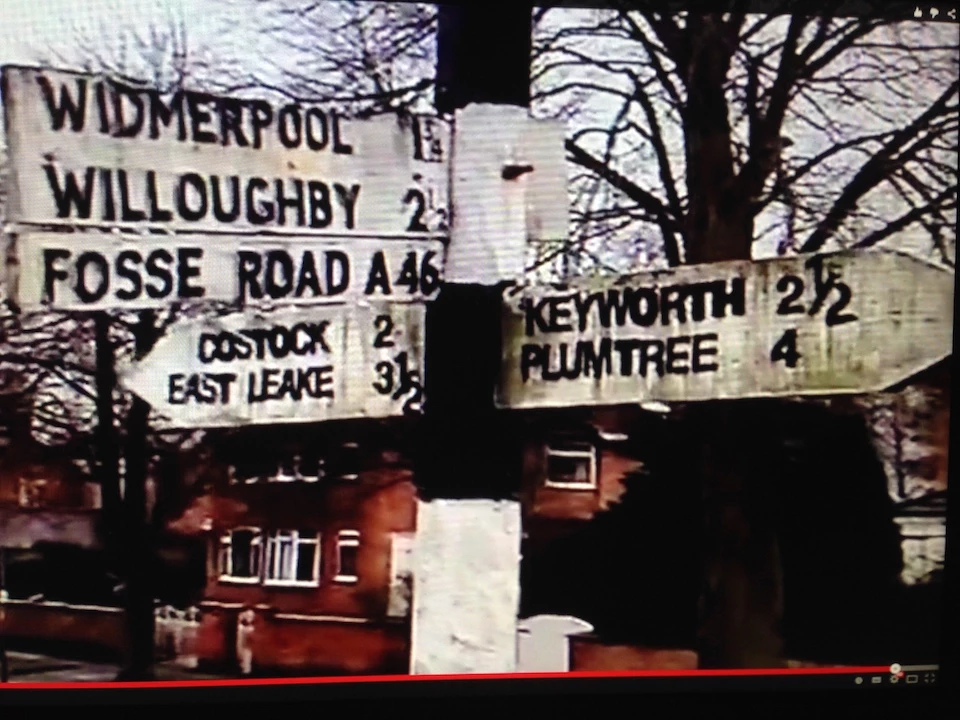 WIDMERPOOL 1¼
WILLOUGHBY 2½
FOSSE ROAD A46
COSTOCK 2
EAST LEAKE 3½
KEYWORTH 2½
PLUMTREE 4